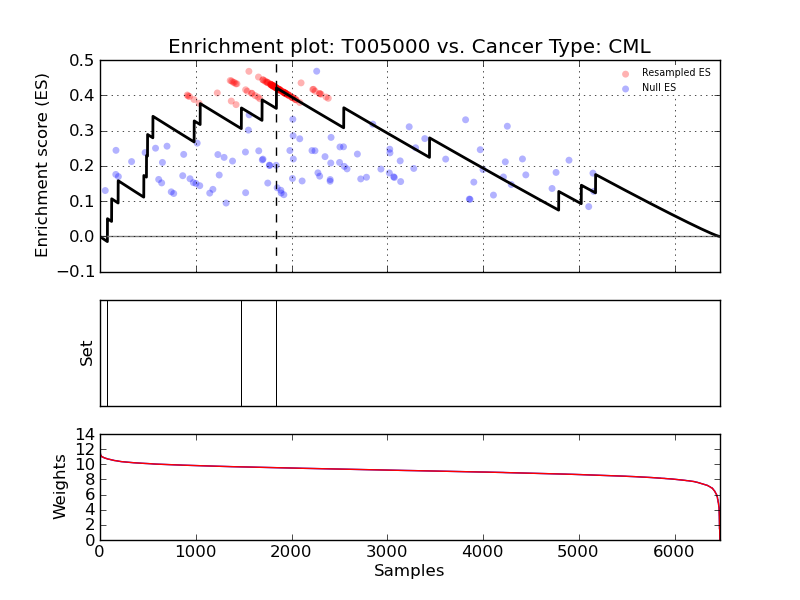 Enrichment plot: T005000 vs. Cancer Type: CML
Enrichment score (ES)
0.5
0.4
0.3
0.2
0.1
0.0
−0.1
Resampled ES
Null ES
Set
Weights
14
12
10
8
6
4
2
0
0 1000 2000 3000 4000 5000 6000
Samples